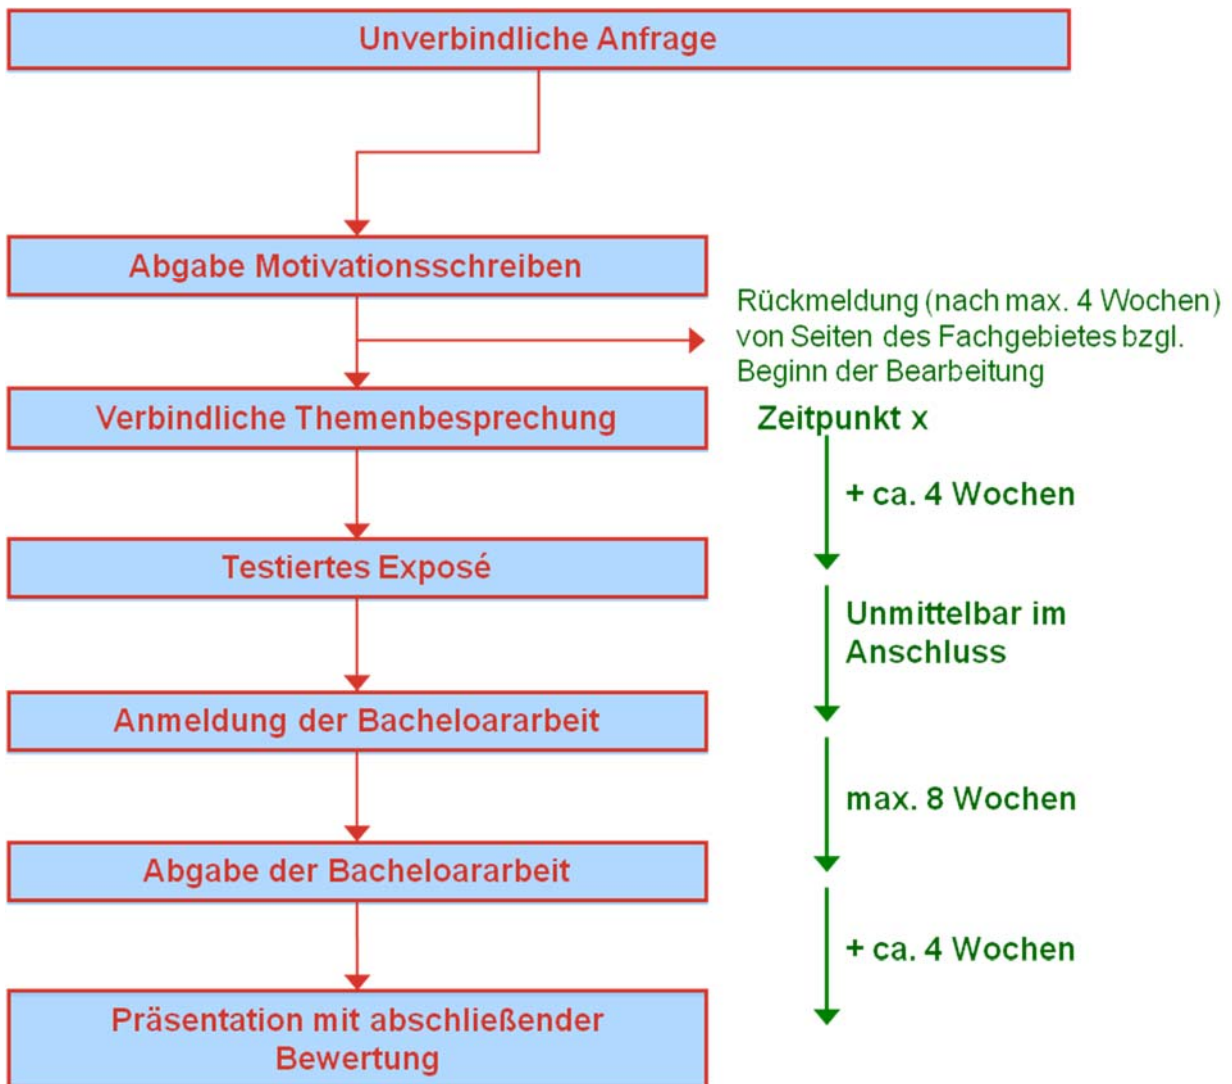 Unverbindliche Anfrage
Abgabe Motivationsschreiben
Rückmeldung (nach max. 4 Wochen)
von Seiten des Fachgebietes bzgl.
Beginn der Bearbeitung
Verbindliche Themenbesprechung
Zeitpunkt x
+ ca. 4 Wochen
Testiertes Exposé
Unmittelbar im
Anschluss
Anmeldung der Bacheloararbeit
max. 8 Wochen
Abgabe der Bacheloararbeit
+ ca. 4 Wochen
Präsentation mit abschließender
Bewertung